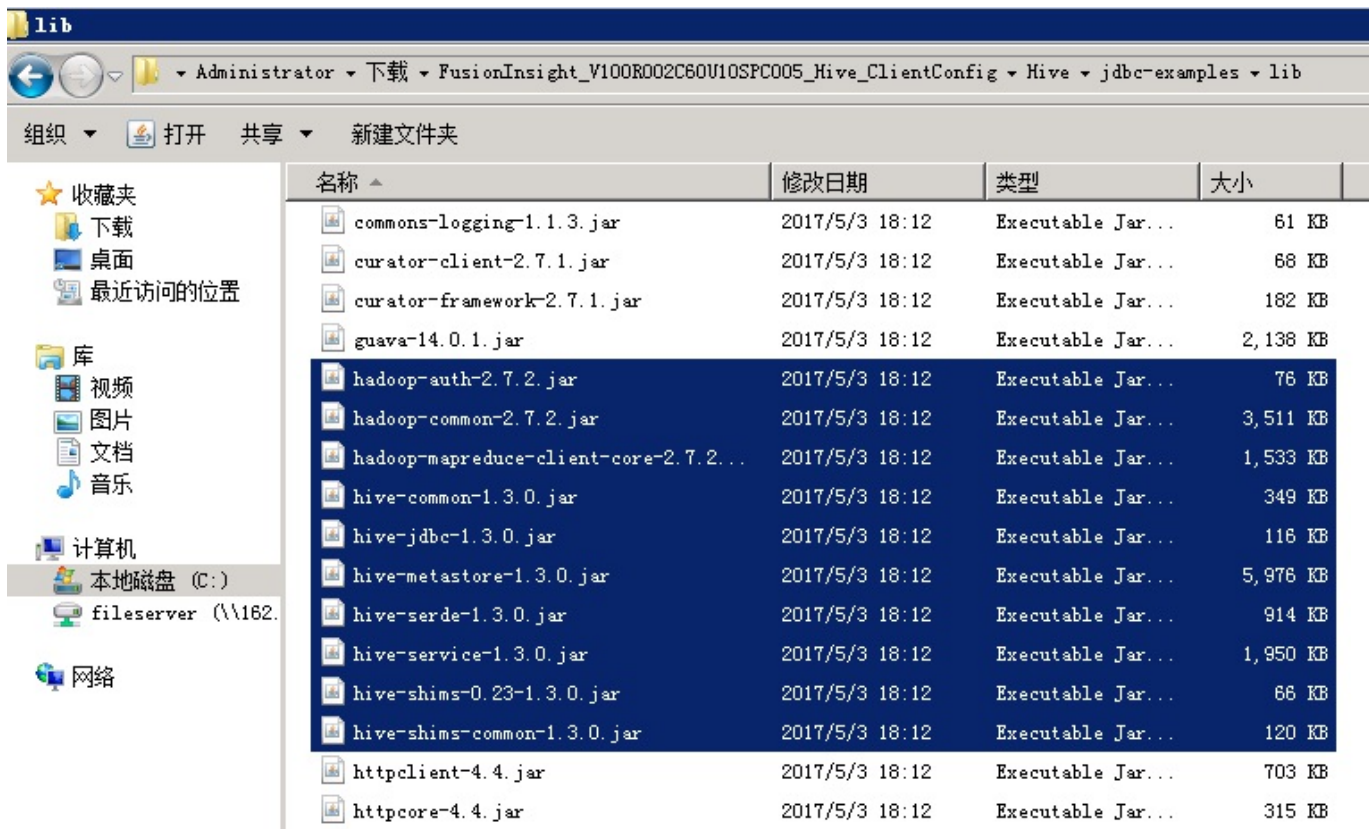 lib
Administrator 下载 FusionInsight_V100R002C60U10SPC005_Hive_ClientConfig Hive jdbc-examples lib
组织 打开 共享 新建文件夹
收藏夹
下载
桌面
最近访问的位置
库
视频
图片
文档
音乐
计算机
本地磁盘 (C:)
fileserver (\\162.
网络
名称 修改日期 类型 大小
commons-logging-1.1.3.jar 2017/5/3 18:12 Executable Jar... 61 KB
curator-client-2.7.1.jar 2017/5/3 18:12 Executable Jar... 68 KB
curator-framework-2.7.1.jar 2017/5/3 18:12 Executable Jar... 182 KB
guava-14.0.1.jar 2017/5/3 18:12 Executable Jar... 2,138 KB
hadoop-auth-2.7.2.jar 2017/5/3 18:12 Executable Jar... 76 KB
hadoop-common-2.7.2.jar 2017/5/3 18:12 Executable Jar... 3,511 KB
hadoop-mapreduce-client-core-2.7.2... 2017/5/3 18:12 Executable Jar... 1,533 KB
hive-common-1.3.0.jar 2017/5/3 18:12 Executable Jar... 349 KB
hive-jdbc-1.3.0.jar 2017/5/3 18:12 Executable Jar... 116 KB
hive-metastore-1.3.0.jar 2017/5/3 18:12 Executable Jar... 5,976 KB
hive-serde-1.3.0.jar 2017/5/3 18:12 Executable Jar... 914 KB
hive-service-1.3.0.jar 2017/5/3 18:12 Executable Jar... 1,950 KB
hive-shims-0.23-1.3.0.jar 2017/5/3 18:12 Executable Jar... 66 KB
hive-shims-common-1.3.0.jar 2017/5/3 18:12 Executable Jar... 120 KB
httpclient-4.4.jar 2017/5/3 18:12 Executable Jar... 703 KB
httpcore-4.4.jar 2017/5/3 18:12 Executable Jar... 315 KB